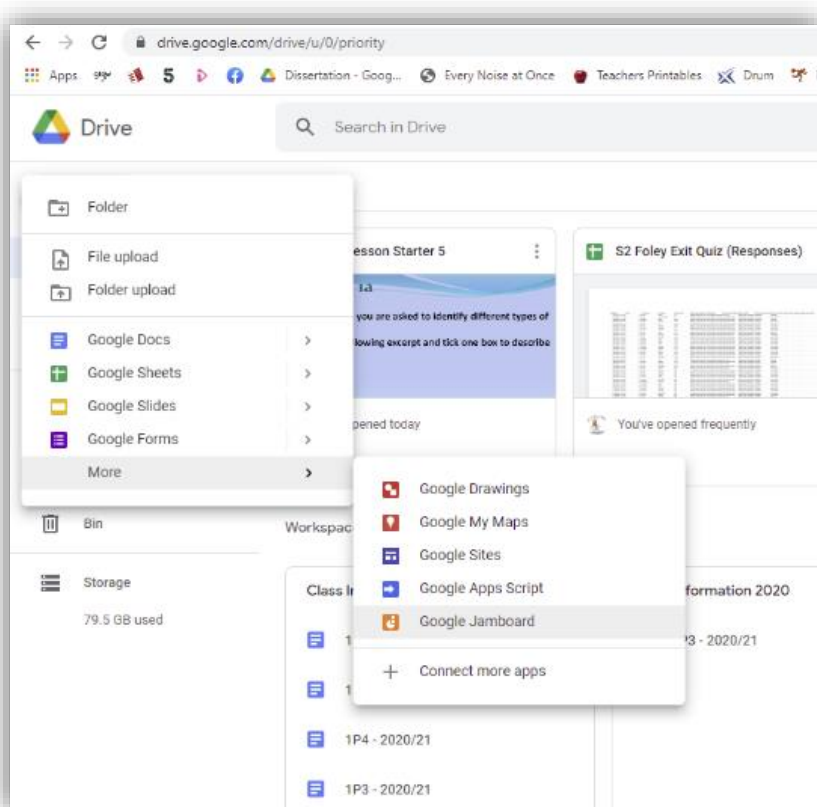 drive.google.com/drive/u/0/priority
Apps 5 Dissertation - Goog... Every Noise at Once Teachers Printables Drum
Drive
Search in Drive
Folder
File upload
Folder upload
Google Docs
Google Sheets
Google Slides
Google Forms
More
esson Starter 5
you are asked to identify different types of
lowing excerpt and tick one box to describe
pened today
S2 Foley Exit Quiz (Responses)
You've opened frequently
Google Drawings
Google My Maps
Google Sites
Google Apps Script
Google Jamboard
Connect more apps
Bin
Workspac
Storage
79.5 GB used
Class I
1
1
1P4 - 2020/21
1P3 - 2020/21
formation 2020
P3 - 2020/21